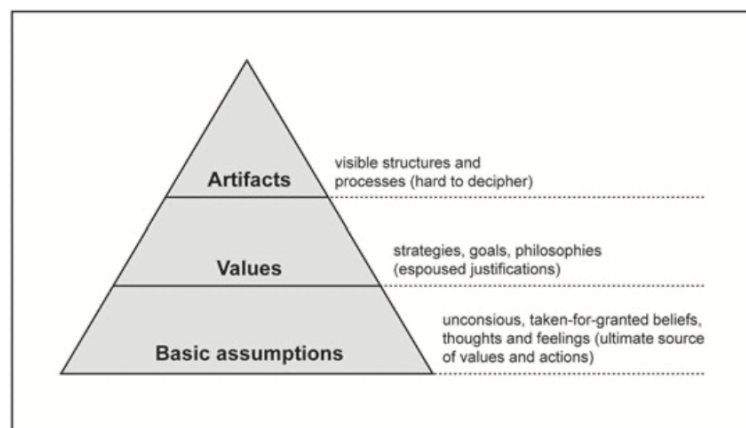 Artifacts
visible structures and
processes (hard to decipher)
Values
strategies, goals, philosophies
(espoused justifications)
Basic assumptions
unconsious, taken-for-granted beliefs,
thoughts and feelings (ultimate source
of values and actions)